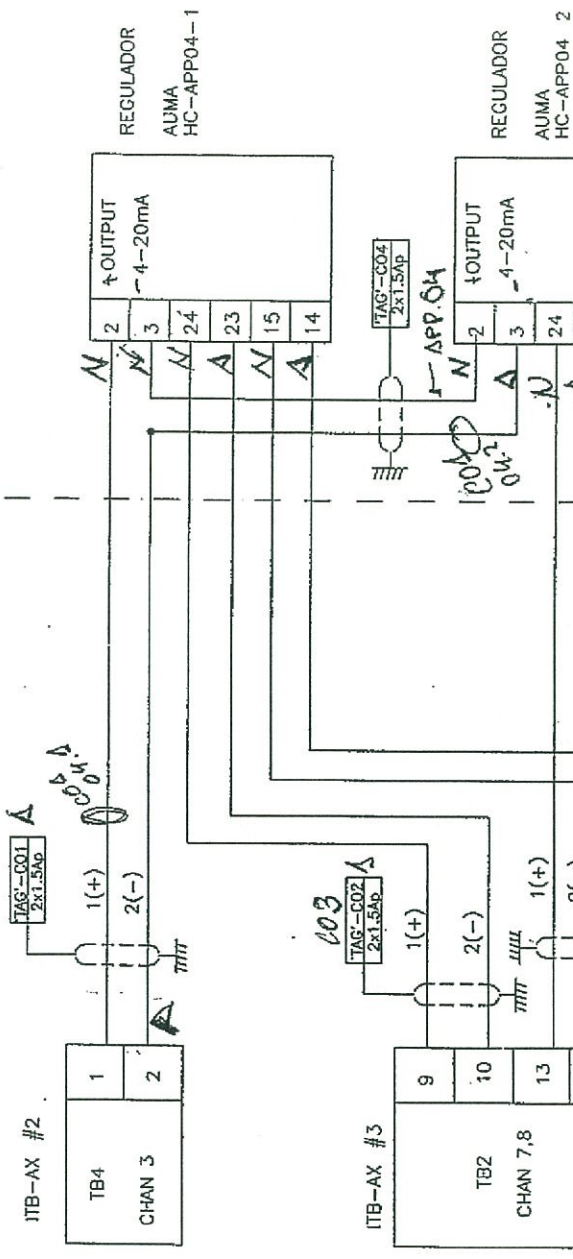 ITB-AX #2
TB4
CHAN 3
1
2
'TAG'-C01
2x1.5Ap
1(+)
2(-)
REGULADOR
AUMA
HC-APP04-1
OUTPUT
4-20mA
2
3
24
23
15
14
N
N
N
N
'TAG'-C04
2x1.5Ap
APP.04
REGULADOR
AUMA
HC-APP04 2
OUTPUT
4-20mA
2
3
24
N
N
ITB-AX #3
TB2
CHAN 7,8
9
10
13
C03
'TAG'-C02
2x1.5Ap
1(+)
2(-)
1(+)